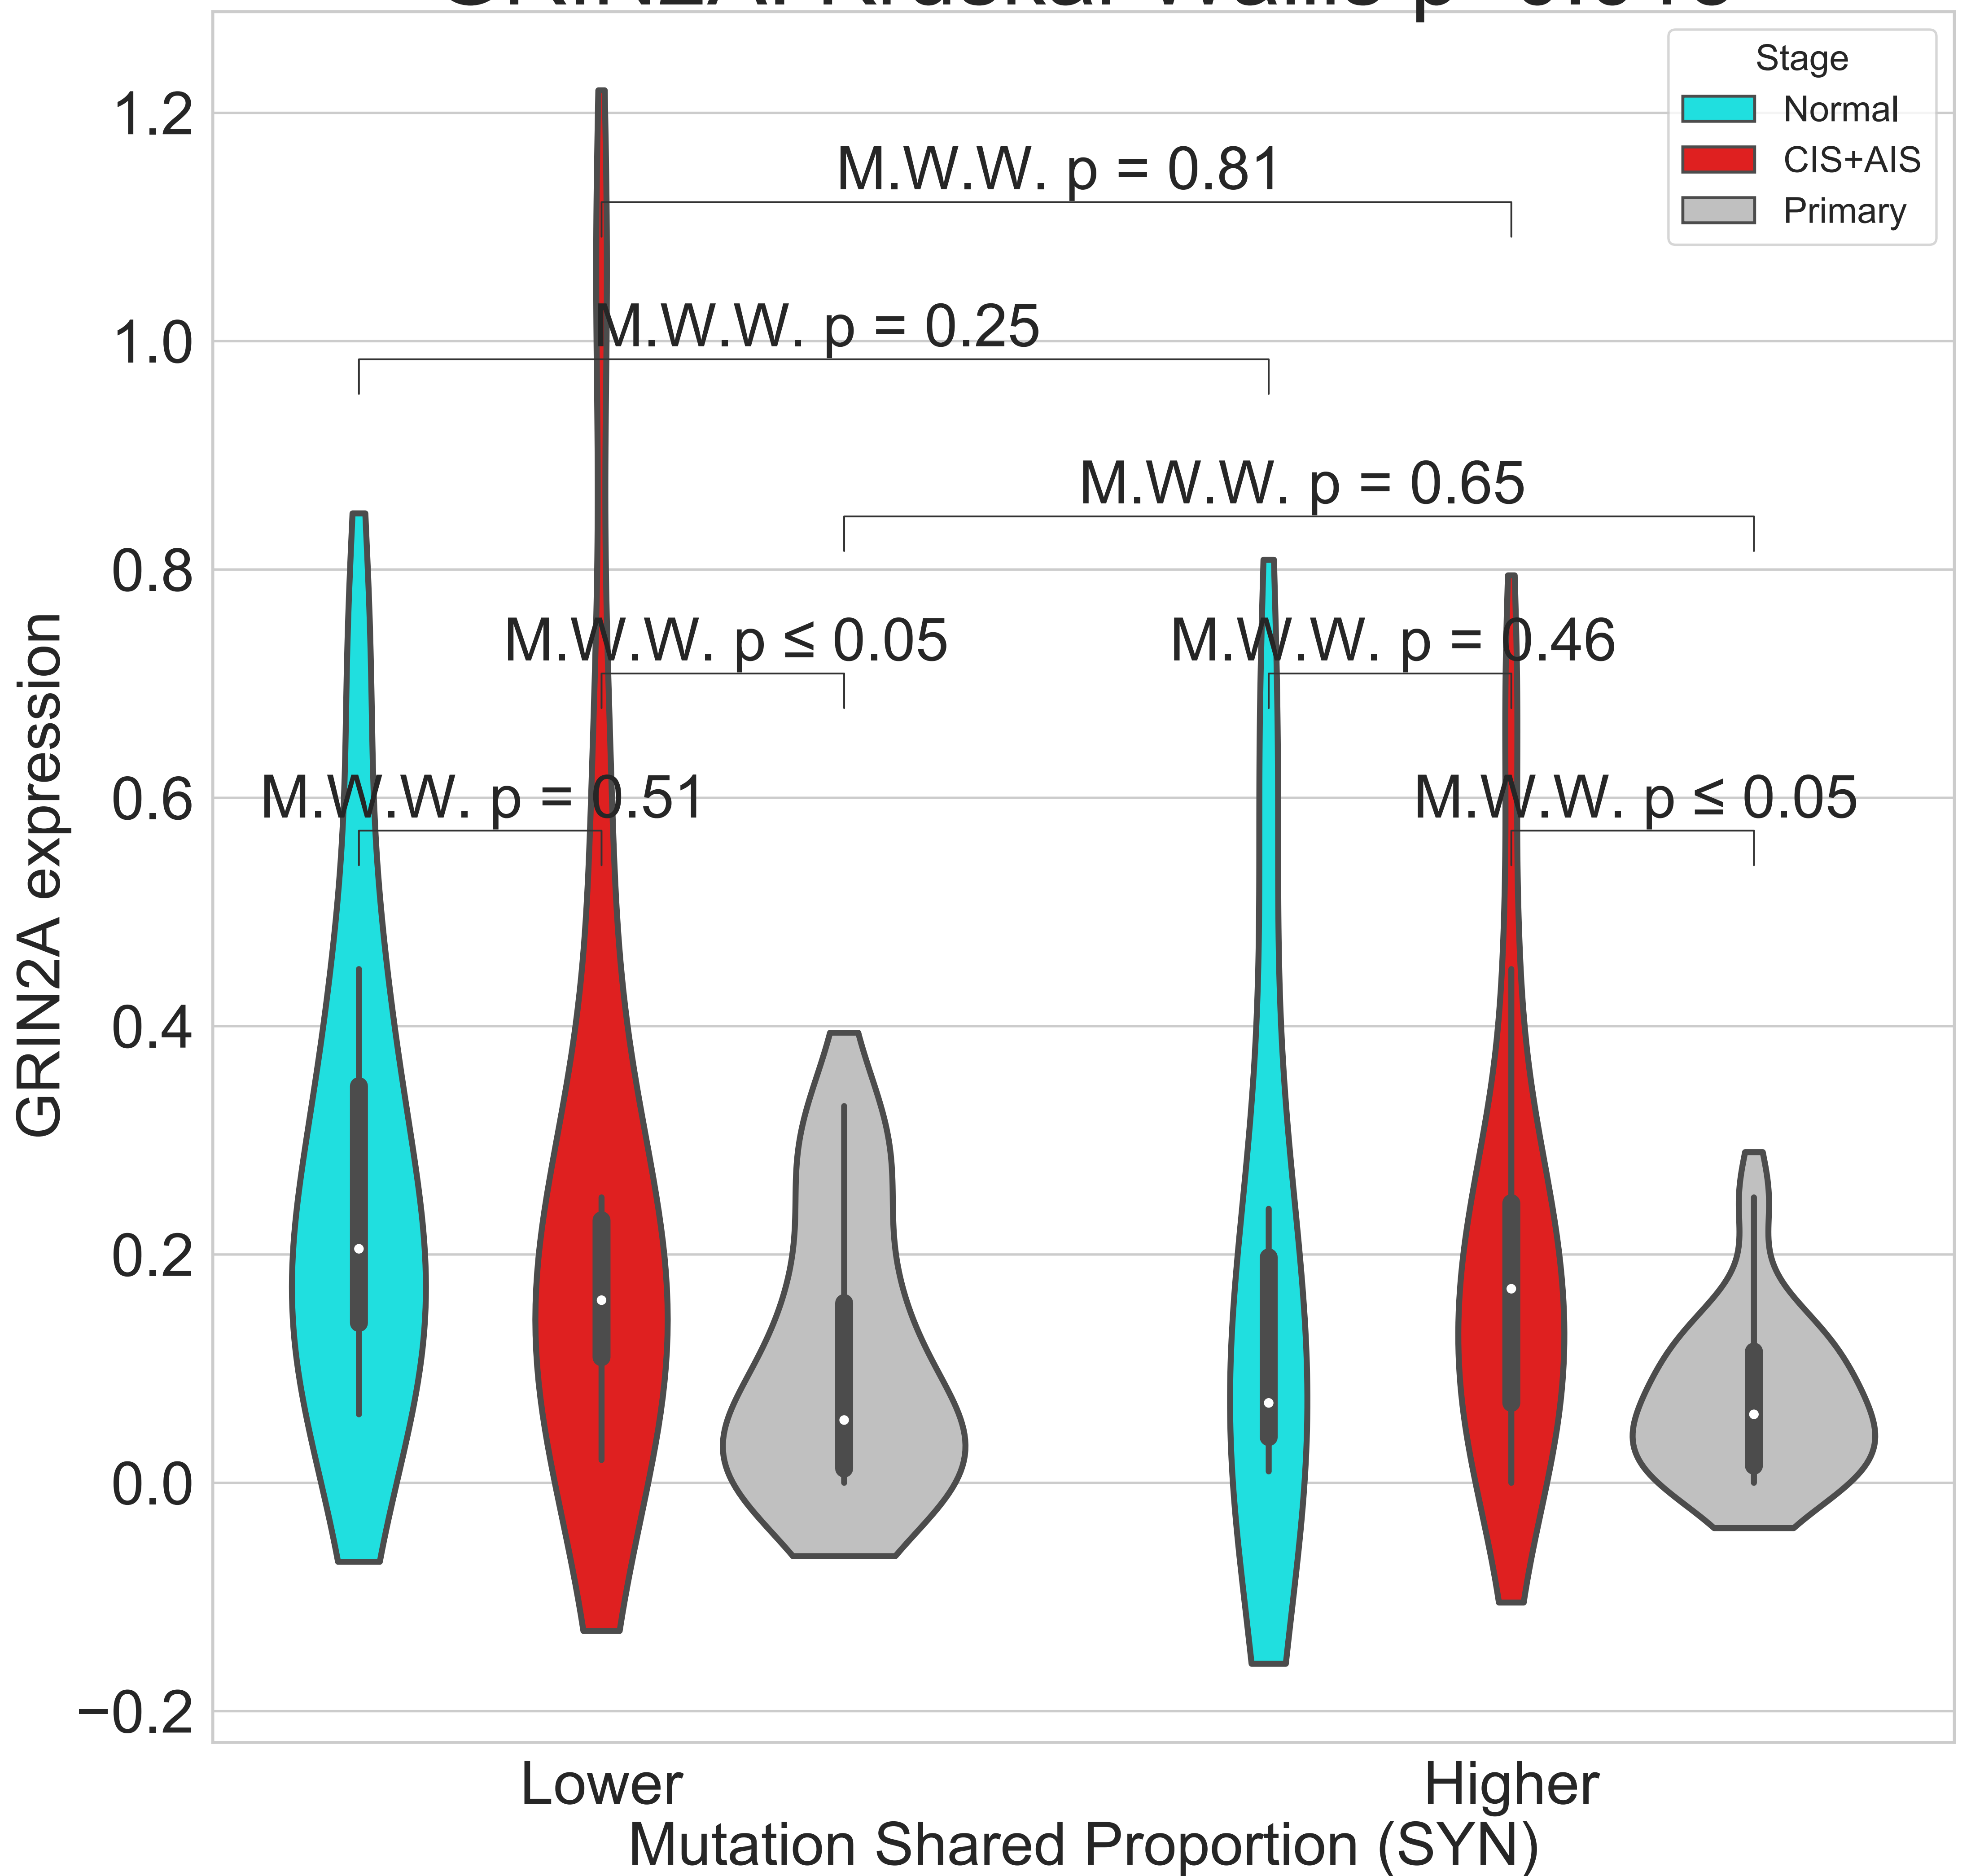 Stage
Normal
CIS+AIS
Primary
1.2
1.0
0.8
0.6
0.4
0.2
0.0
−0.2
GRIN2A expression
M.W.W. p = 0.81
M.W.W. p = 0.25
M.W.W. p = 0.65
M.W.W. p ≤ 0.05
M.W.W. p = 0.46
M.W.W. p = 0.51
M.W.W. p ≤ 0.05
Lower
Higher
Mutation Shared Proportion (SYN)